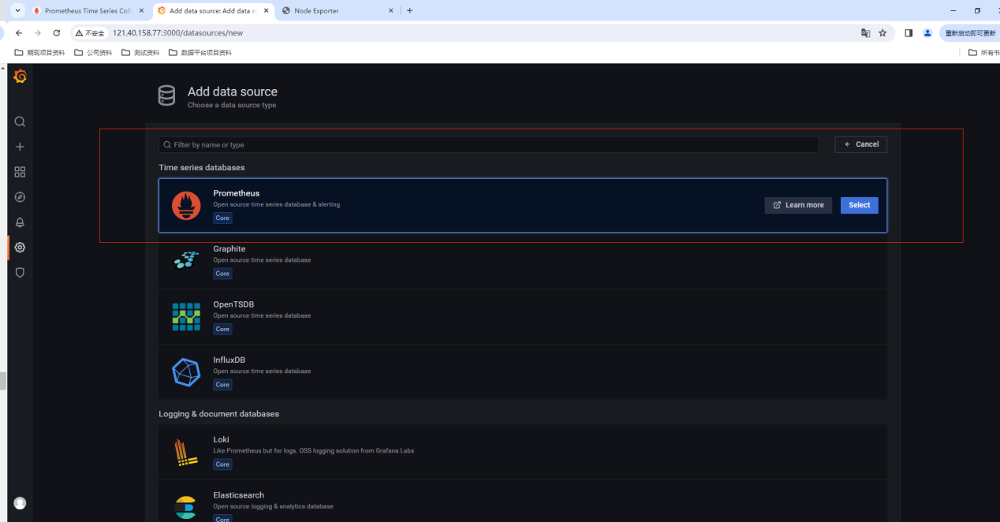 Prometheus Time Series Coll
Add data source: Add data s
Node Exporter
不安全
121.40.158.77:3000/datasources/new
重新启动即可更新
期现项目资料
公司资料
测试资料
数据平台项目资料
所有书
Add data source
Choose a data source type
Filter by name or type
Cancel
Time series databases
Prometheus
Open source time series database & alerting
Core
Learn more
Select
Graphite
Open source time series database
Core
OpenTSDB
Open source time series database
Core
InfluxDB
Open source time series database
Core
Logging & document databases
Loki
Like Prometheus but for logs. OSS logging solution from Grafana Labs
Core
Elasticsearch
Open source logging & analytics database
Core